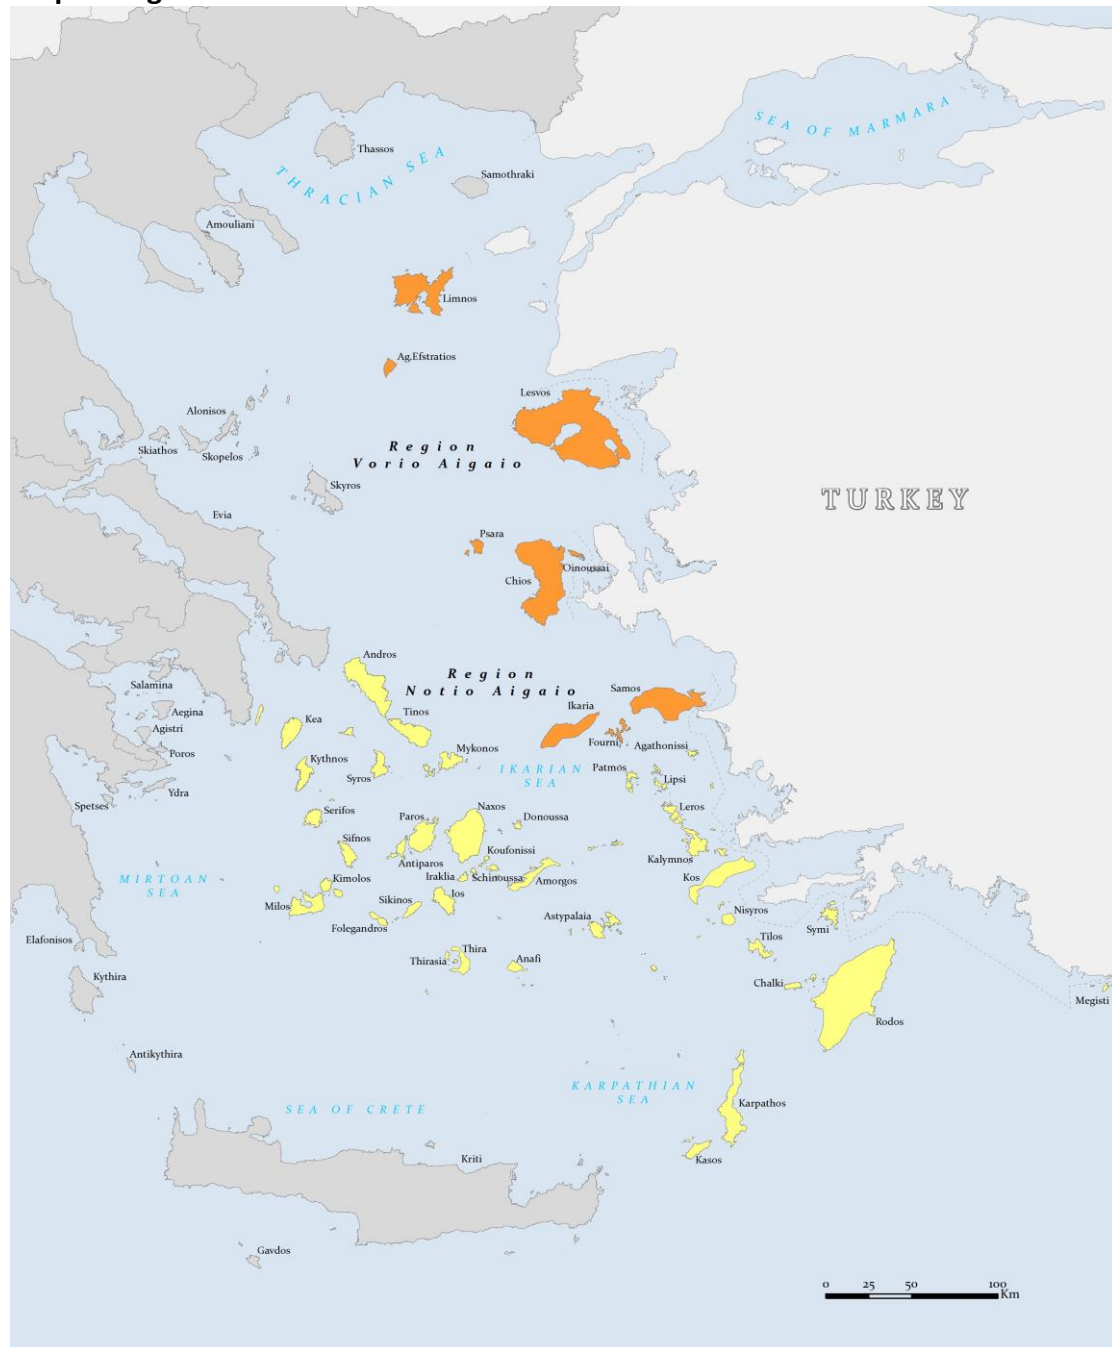 SEA OF MARMARA
Thassos
THRACIAN SEA
Samothraki
Amouliani
Limnos
Ag.Efstratios
Lesvos
Alonisos
Skiathos
Skopelos
Region
Vorio Aigaio
Skyros
TURKEY
Evia
Psara
Oinoussai
Chios
Andros
Region
Notio Aigaio
Salamina
Samos
Aegina
Ikaria
Tinos
Kea
Agistri
Fourni
Agathonissi
Poros
Mykonos
Kythnos
Syros
IKARIAN
SEA
Patmos
Lipsi
Ydra
Spetses
Leros
Serifos
Naxos
Paros
Donoussa
Sifnos
Koufonissi
Antiparos
Kalymnos
Iraklia
Schinoussa
Amorgos
Kos
MIRTOAN
SEA
Kimolos
Ios
Sikinos
Milos
Folegandros
Astypalaia
Nisyros
Symi
Tilos
Elafonisos
Thira
Thirasia
Anafi
Kythira
Chalki
Megisti
Rodos
Antikythira
KARPATHIAN
SEA
Karpathos
SEA OF CRETE
Kriti
Kasos
Gavdos
0 25 50 100
Km